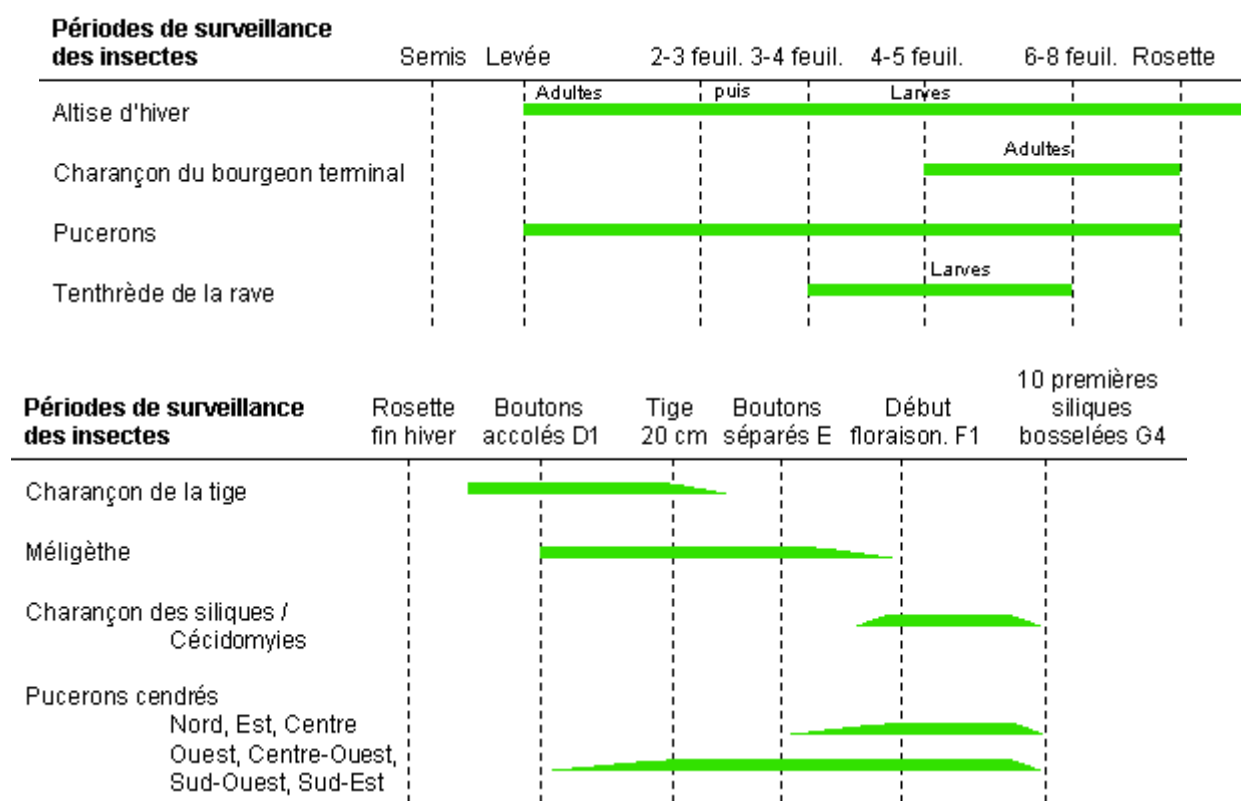 Périodes de surveillance
des insectes
Semis Levée 2-3 feuil. 3-4 feuil. 4-5 feuil. 6-8 feuil. Rosette
Adultes puis Larves
Altise d'hiver
Adultes
Charançon du bourgeon terminal
Pucerons
Larves
Tenthrède de la rave
10 premières
Périodes de surveillance Rosette Boutons Tige Boutons Début siliques
des insectes fin hiver accolés D1 20 cm séparés E floraison. F1 bosselées G4
Charançon de la tige
Méligèthe
Charançon des siliques /
Cécidomyies
Pucerons cendrés
Nord, Est, Centre
Ouest, Centre-Ouest,
Sud-Ouest, Sud-Est